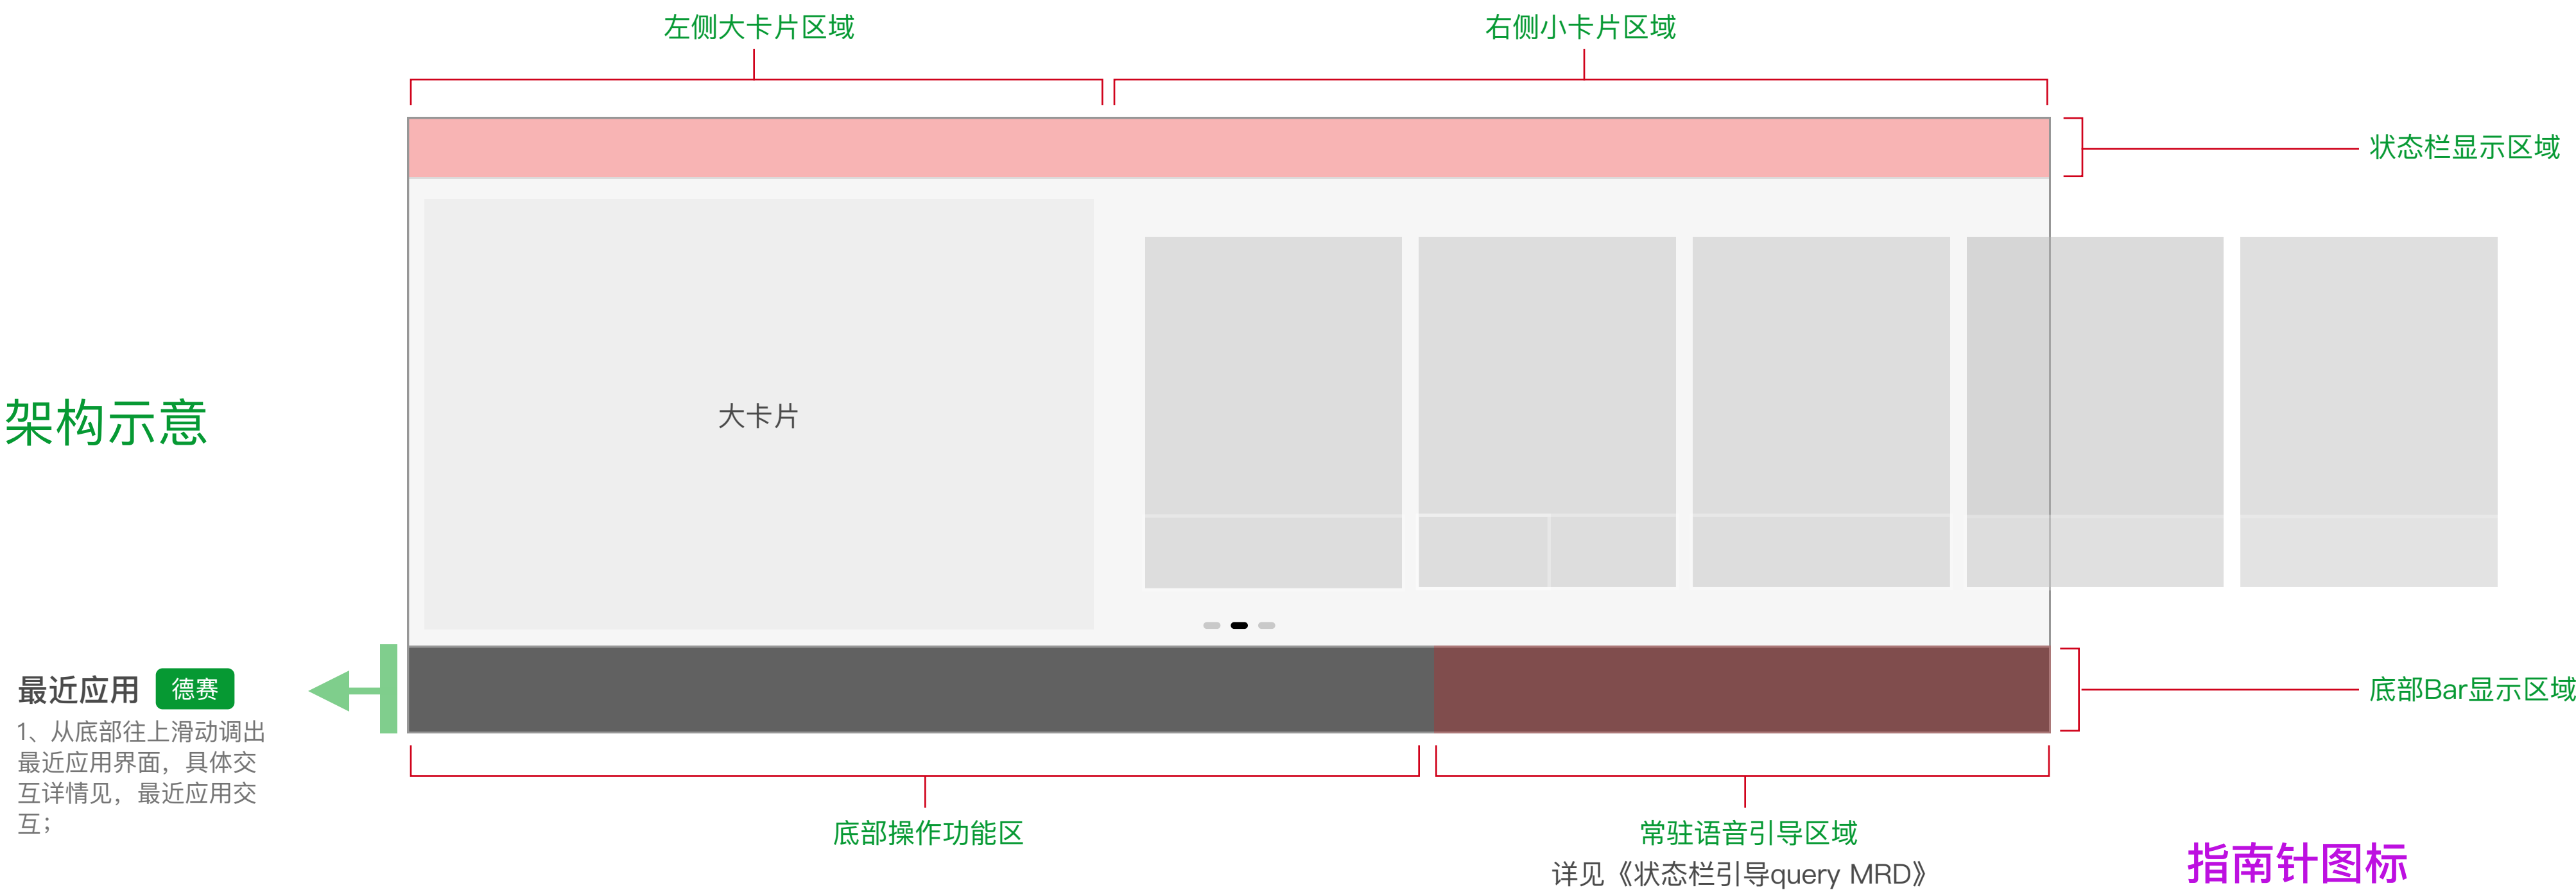 左侧大卡片区域
右侧小卡片区域
状态栏显示区域
架构示意
大卡片
最近应用 德赛
1、从底部往上滑动调出
最近应用界面，具体交
互详情见，最近应用交
互；
底部Bar显示区域
底部操作功能区
常驻语音引导区域
详见《状态栏引导query MRD》
指南针图标